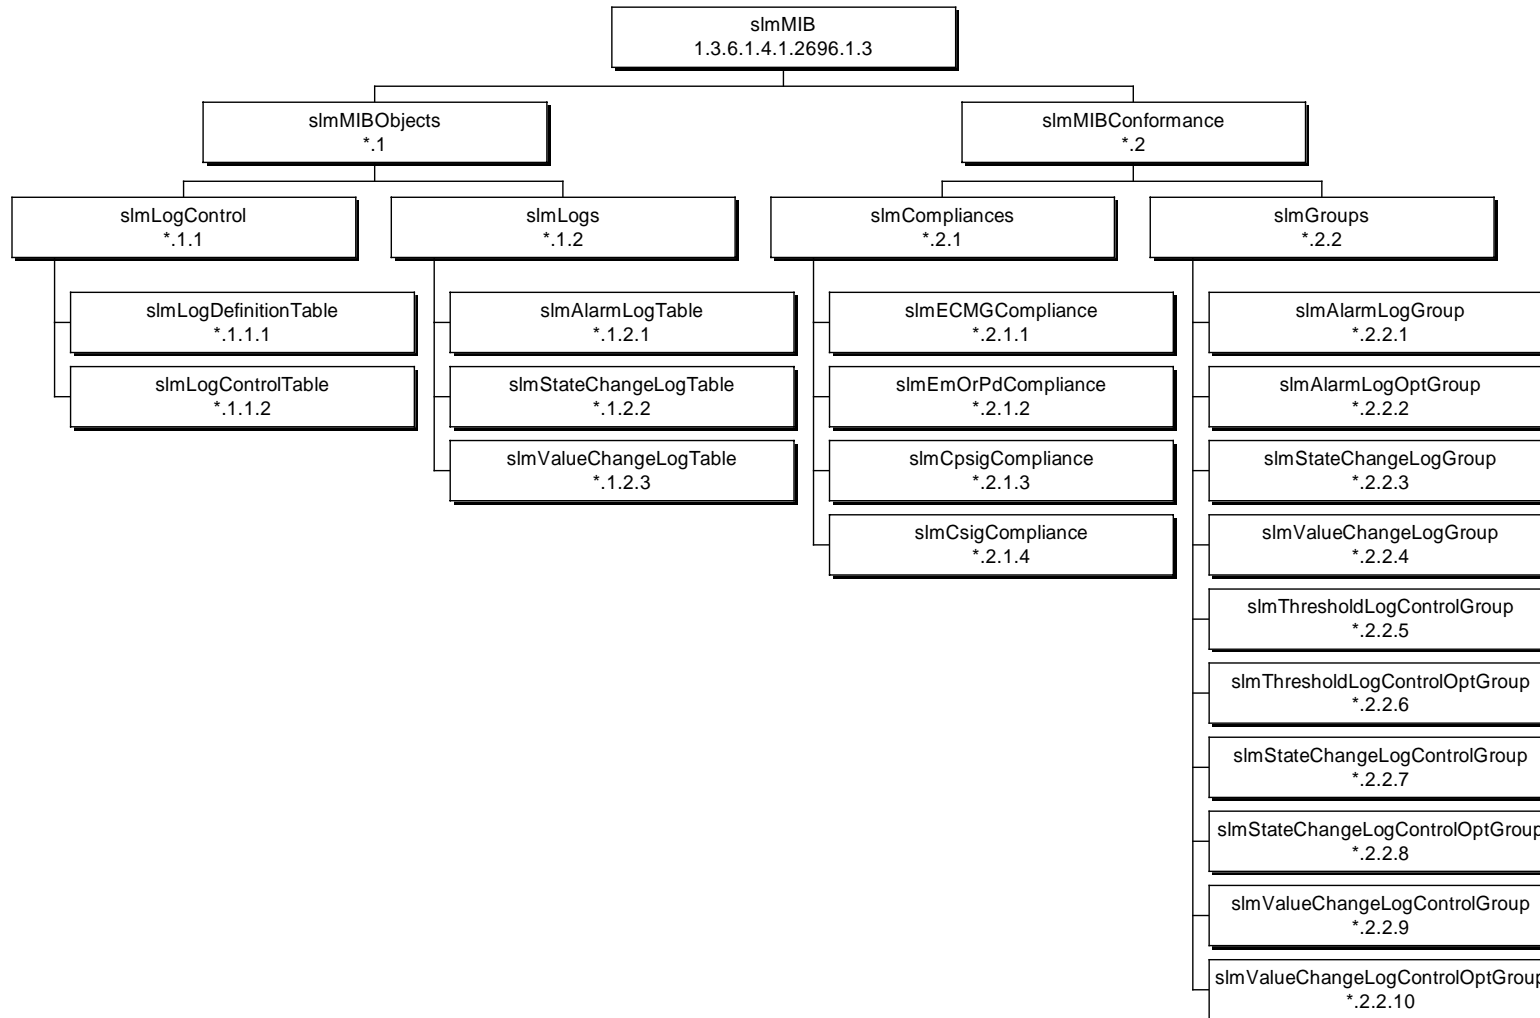 slmMIB
1.3.6.1.4.1.2696.1.3
slmMIBObjects
*.1
slmMIBConformance
*.2
slmLogControl
*.1.1
slmLogs
*.1.2
slmCompliances
*.2.1
slmGroups
*.2.2
slmLogDefinitionTable
*.1.1.1
slmLogControlTable
*.1.1.2
slmAlarmLogTable
*.1.2.1
slmStateChangeLogTable
*.1.2.2
slmValueChangeLogTable
*.1.2.3
slmECMGCompliance
*.2.1.1
slmEmOrPdCompliance
*.2.1.2
slmCpsigCompliance
*.2.1.3
slmCsigCompliance
*.2.1.4
slmAlarmLogGroup
*.2.2.1
slmAlarmLogOptGroup
*.2.2.2
slmStateChangeLogGroup
*.2.2.3
slmValueChangeLogGroup
*.2.2.4
slmThresholdLogControlGroup
*.2.2.5
slmThresholdLogControlOptGroup
*.2.2.6
slmStateChangeLogControlGroup
*.2.2.7
slmStateChangeLogControlOptGroup
*.2.2.8
slmValueChangeLogControlGroup
*.2.2.9
slmValueChangeLogControlOptGroup
*.2.2.10